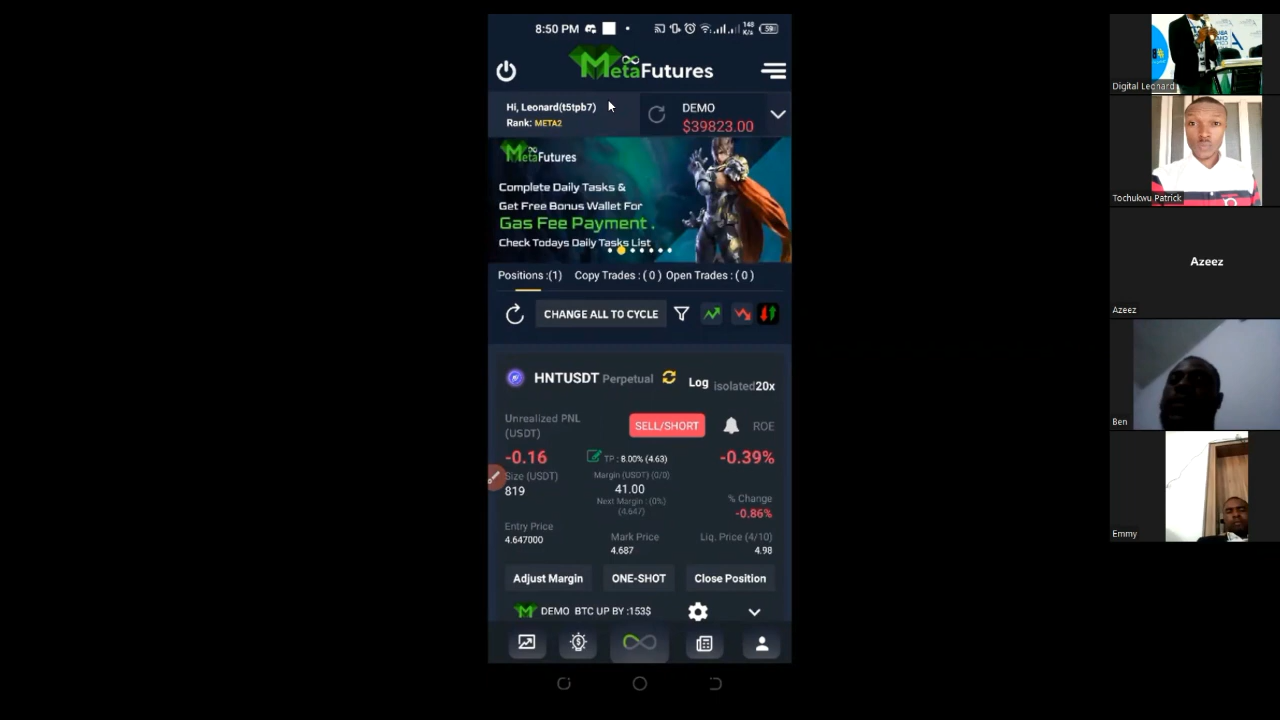 8:50 PM
148
K/s
59
MetaFutures
Hi, Leonard(t5tpb7)
Rank: META2
DEMO
$39823.00
MetaFutures
Complete Daily Tasks &
Get Free Bonus Wallet For
Gas Fee Payment .
Check Todays Daily Tasks List
Positions :(1) Copy Trades : ( 0 ) Open Trades : ( 0 )
CHANGE ALL TO CYCLE
HNTUSDT Perpetual Log isolated20x
Unrealized PNL
(USDT)
SELL/SHORT
ROE
-0.16
TP : 8.00% (4.63)
-0.39%
Size (USDT)
819
Margin (USDT) (0/0)
41.00
Next Margin : (0%)
(4.647)
% Change
-0.86%
Entry Price
4.647000
Mark Price
4.687
Liq. Price (4/10)
4.98
Adjust Margin ONE-SHOT Close Position
DEMO BTC UP BY :153$
Digital Leonard
Tochukwu Patrick
Azeez
Azeez
Ben
Emmy